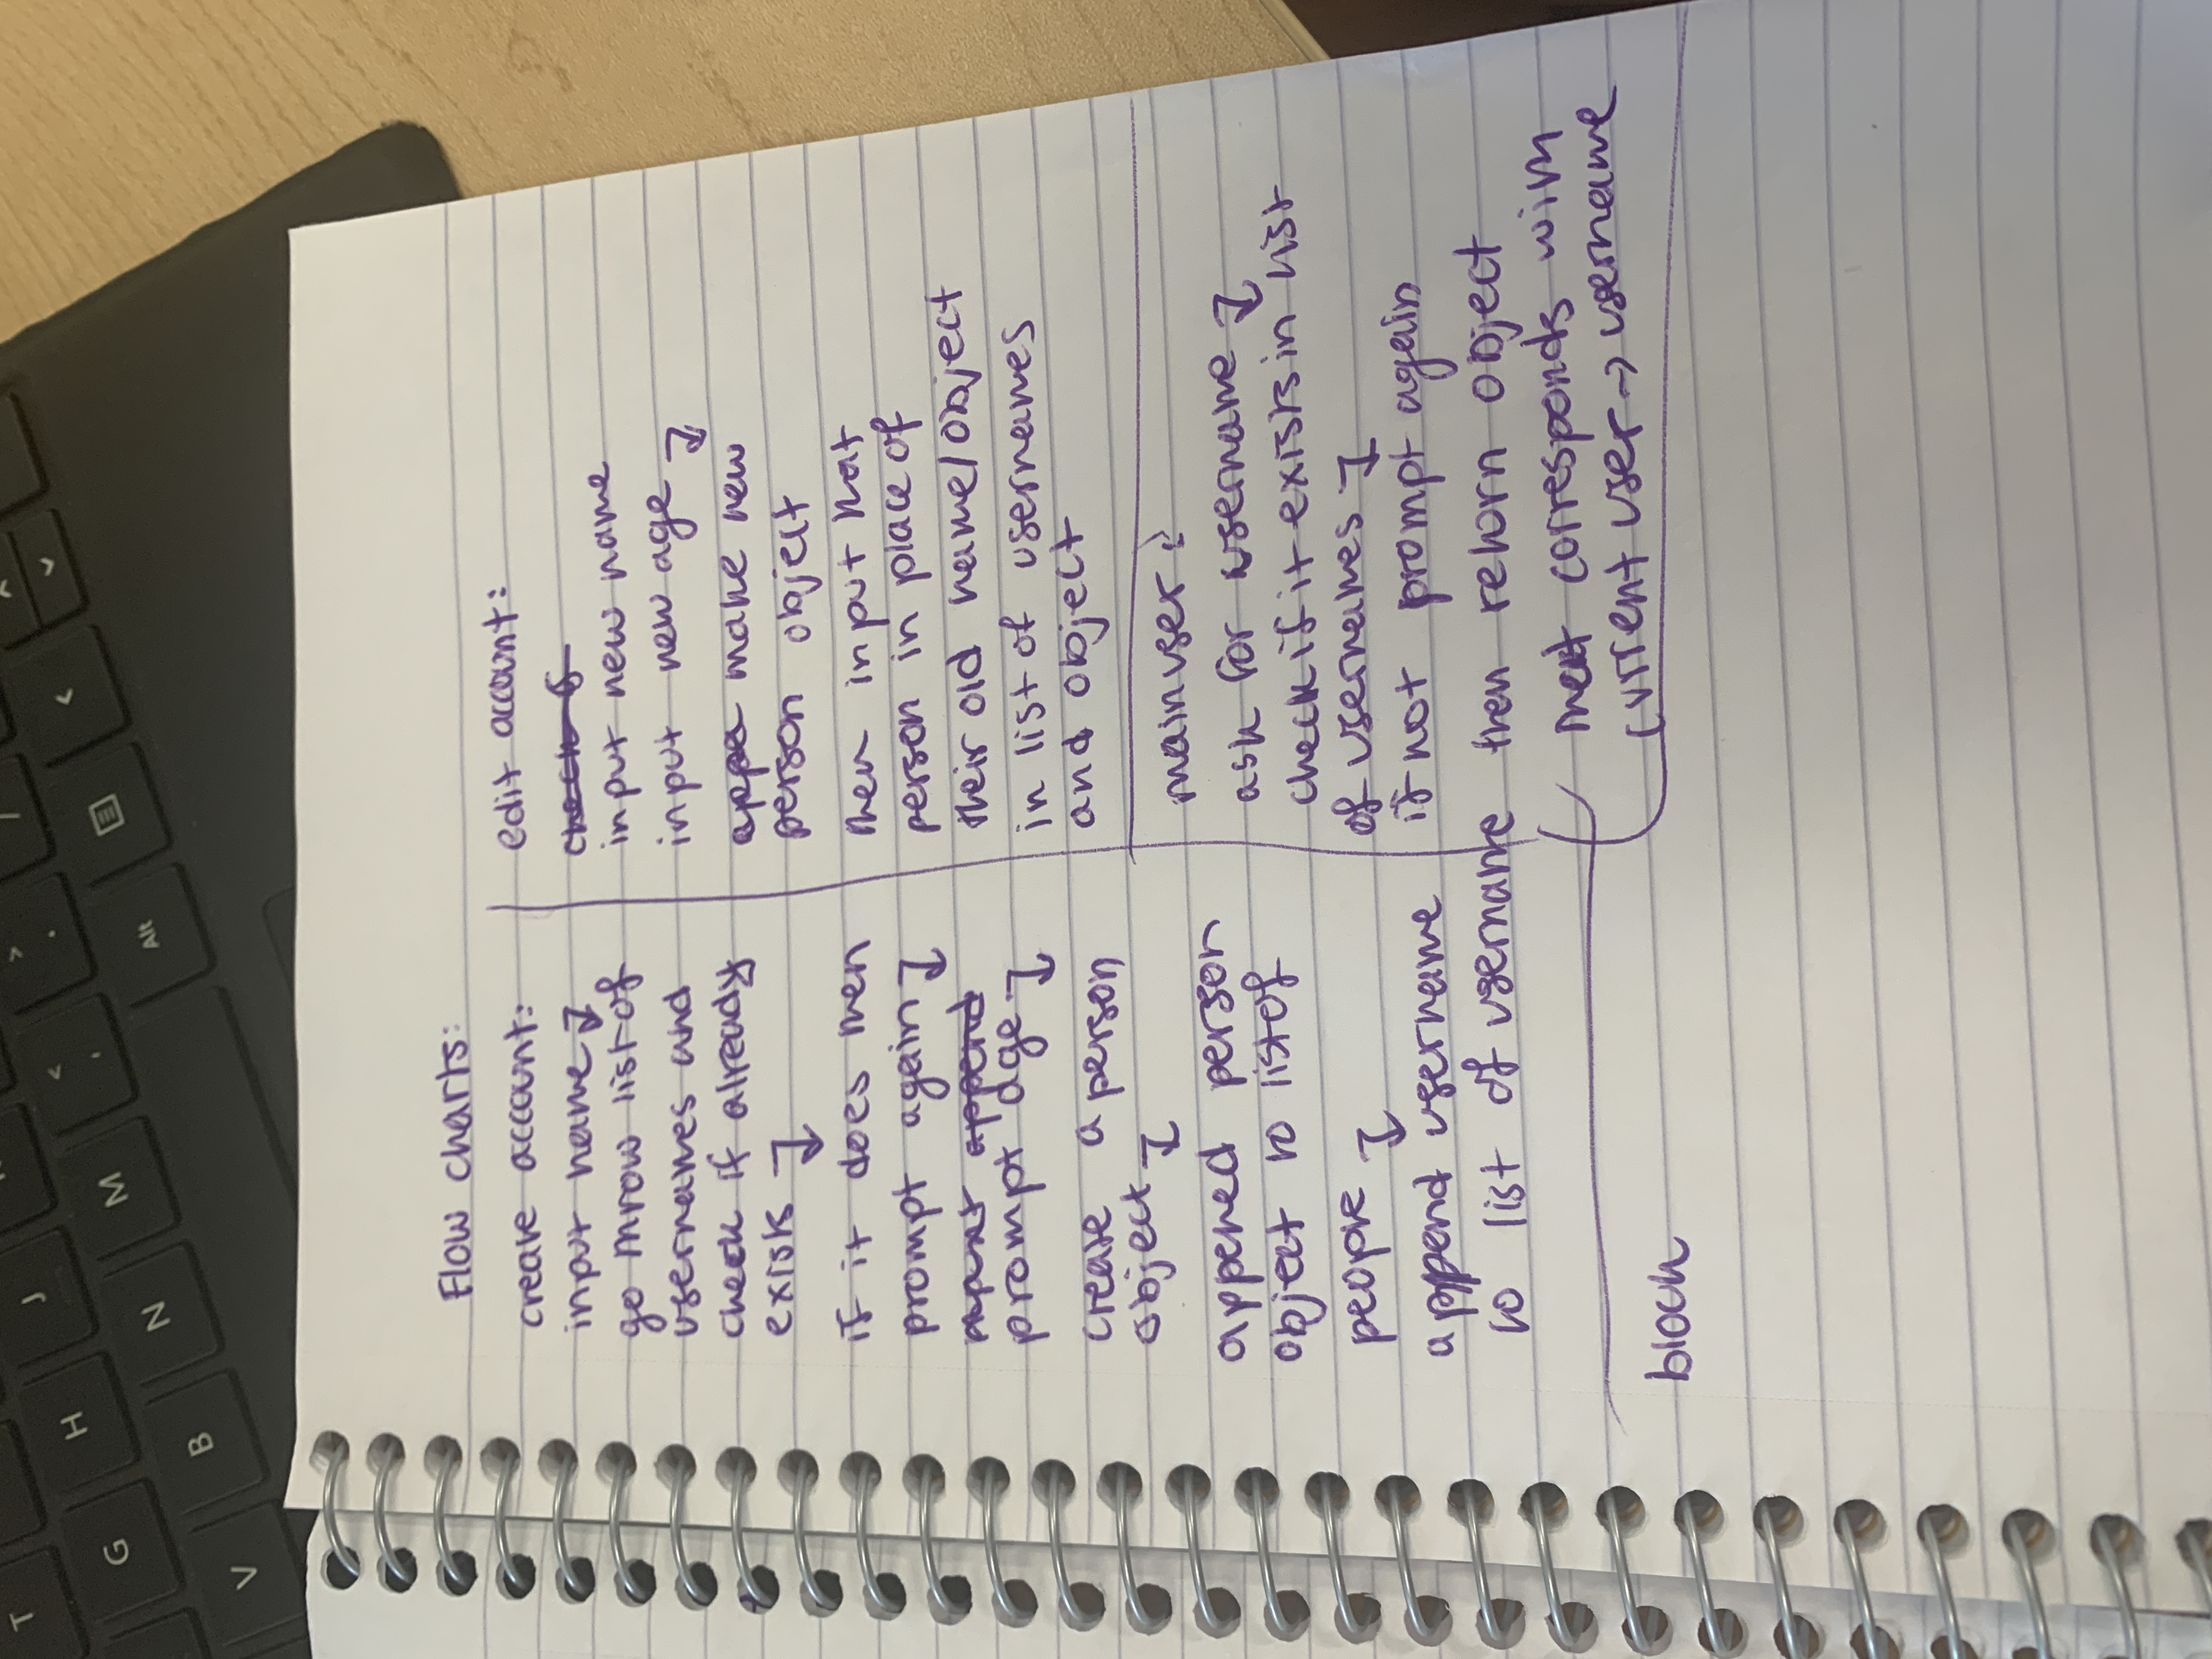 T
J
G
H
<
,
>
.
/
V
B
N
M
Alt
Flow charts:
create account:
input name
go throw list of
usernames and
check if already
exists
if it does then
prompt again
append
prompt age
create a person
object
appened person
object to list of
people
append username
to list of username
block
edit account:
check if
input new name
input new age
appe make new
person object
then input that
person in place of
their old name/object
in list of usernames
and object
main user:
ask for username
check if it exists in list
of usernames
if not prompt again
then return object
that corresponds with
current user → username